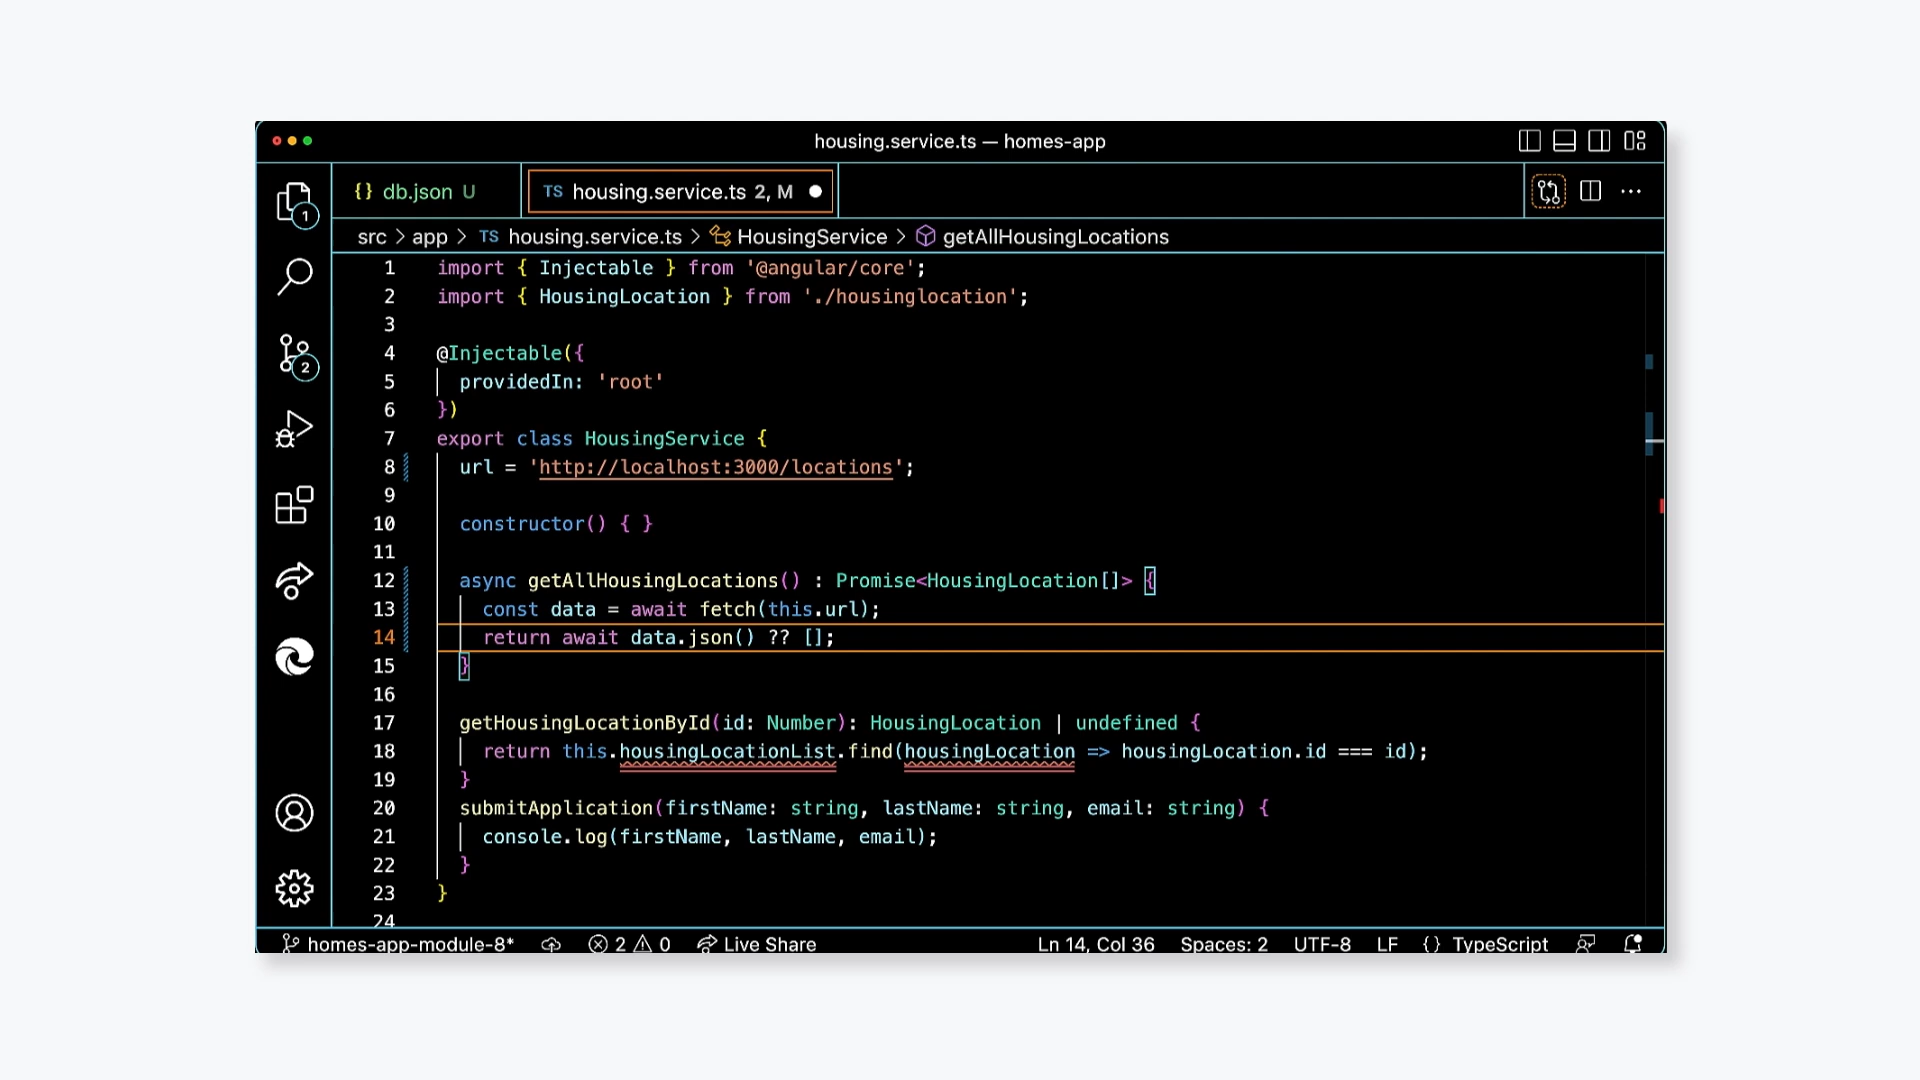 housing.service.ts — homes-app
{} db.json U
TS housing.service.ts 2, M
src > app > TS housing.service.ts > HousingService > getAllHousingLocations
1
2
1 import { Injectable } from '@angular/core';
2 import { HousingLocation } from './housinglocation';
3
4 @Injectable({
5 providedIn: 'root'
6 })
7 export class HousingService {
8 url = 'http://localhost:3000/locations';
9
10 constructor() { }
11
12 async getAllHousingLocations() : Promise<HousingLocation[]> {
13 const data = await fetch(this.url);
14 return await data.json() ?? [];
15 }
16
17 getHousingLocationById(id: Number): HousingLocation | undefined {
18 return this.housingLocationList.find(housingLocation => housingLocation.id === id);
19 }
20 submitApplication(firstName: string, lastName: string, email: string) {
21 console.log(firstName, lastName, email);
22 }
23 }
24
homes-app-module-8* 2 0 Live Share Ln 14, Col 36 Spaces: 2 UTF-8 LF {} TypeScript